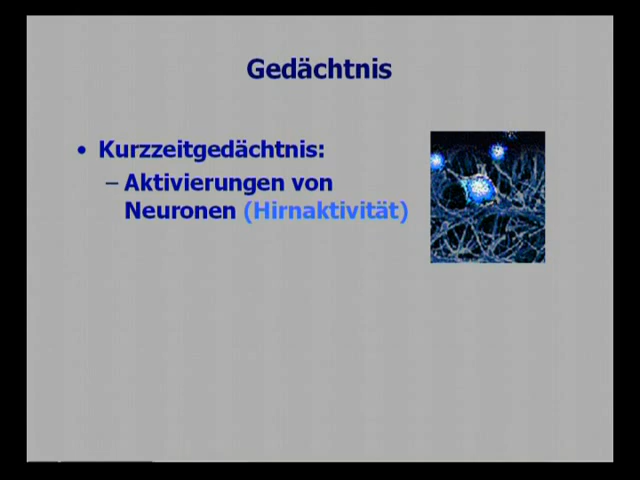 Gedächtnis
• Kurzzeitgedächtnis:
– Aktivierungen von
Neuronen (Hirnaktivität)